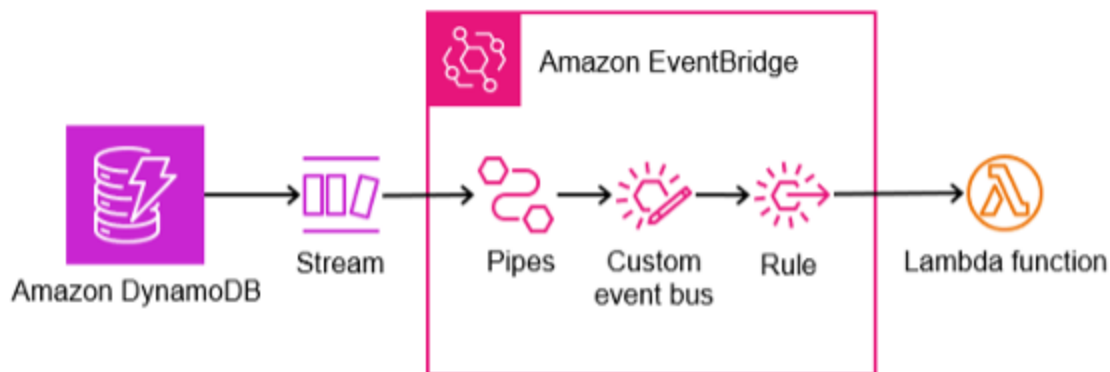 Amazon EventBridge
Amazon DynamoDB
Stream
Pipes
Custom
event bus
Rule
Lambda function